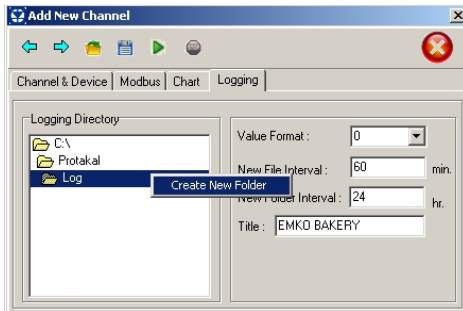 Add New Channel
Channel & Device Modbus Chart Logging
Logging Directory
C:\
Protakal
Log
Create New Folder
Value Format : 0
New File Interval : 60 min.
New Folder Interval : 24 hr.
Title : EMKO BAKERY